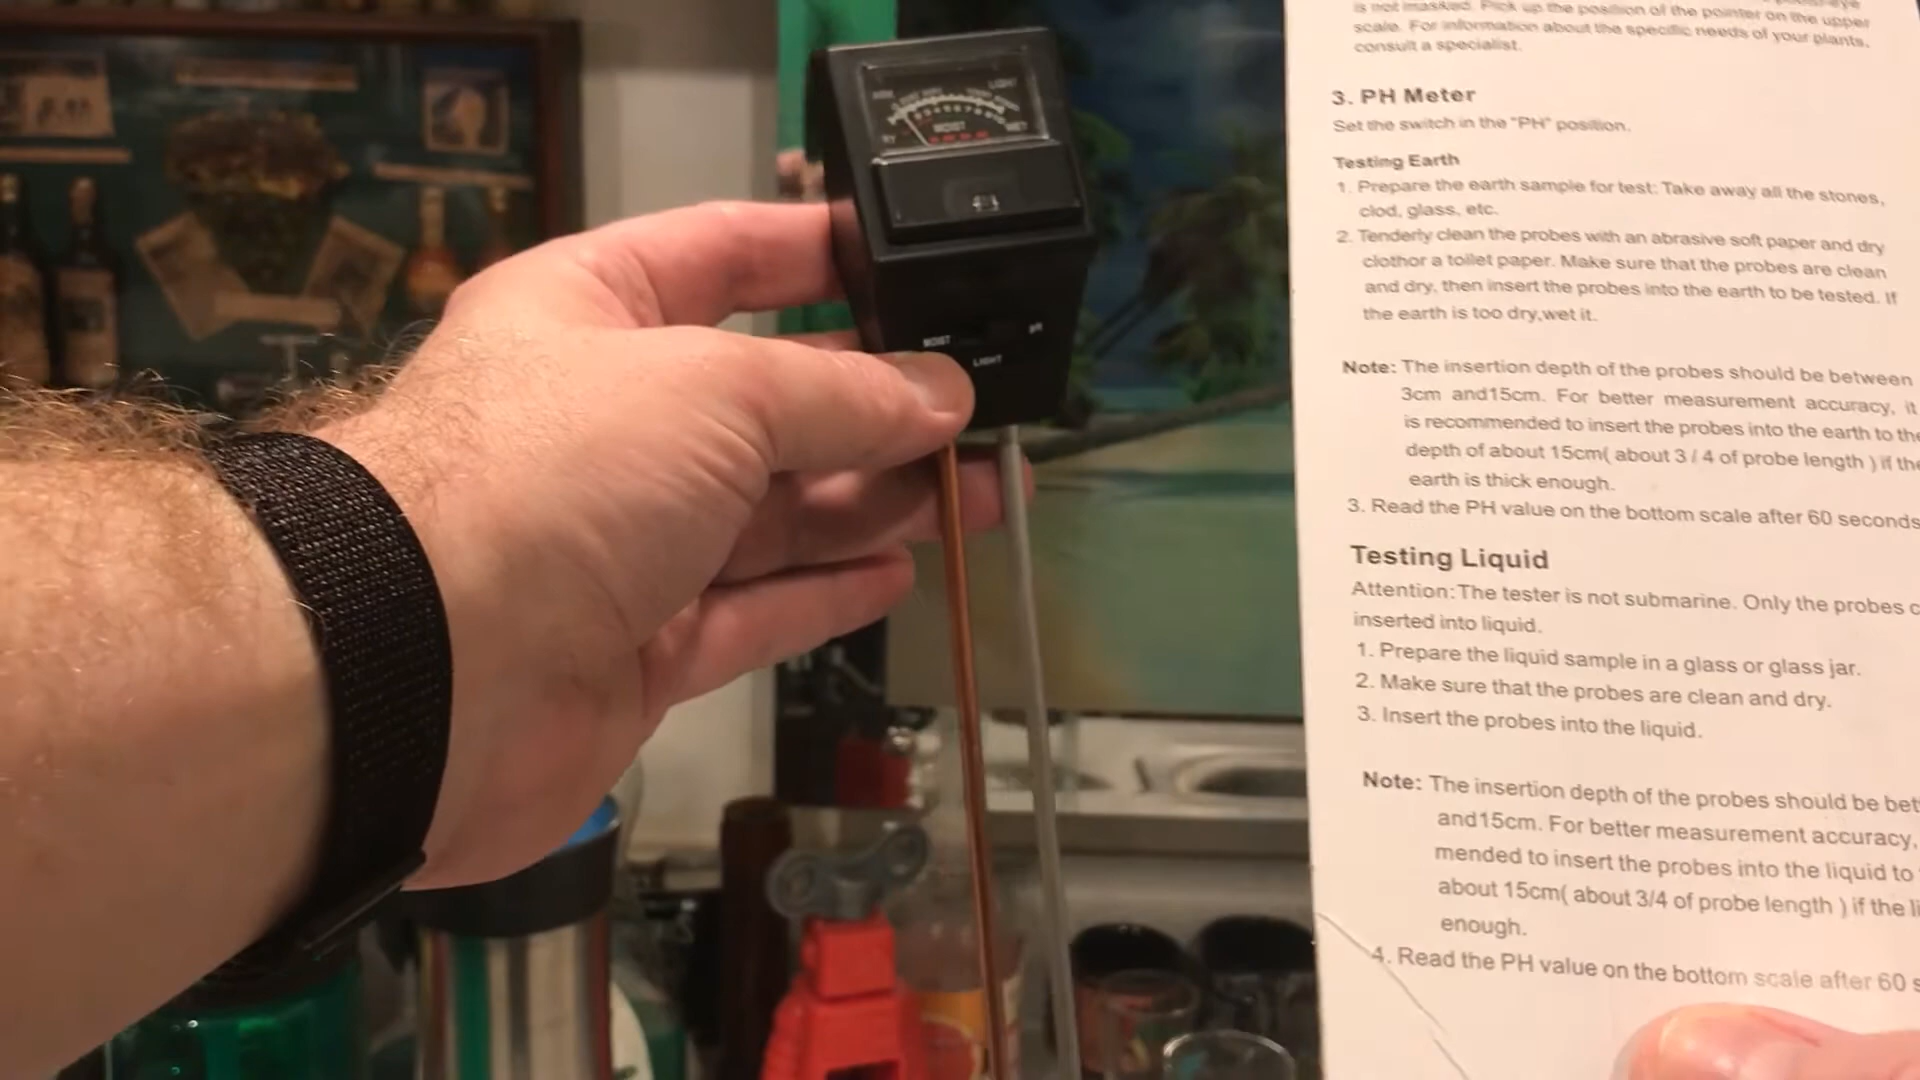 MOIST
LIGHT
pH
MOIST
WET
LIGHT
is not masked. Pick up the position of the pointer on the upper
scale. For information about the specific needs of your plants,
consult a specialist.
3. PH Meter
Set the switch in the "PH" position.
Testing Earth
1. Prepare the earth sample for test: Take away all the stones,
clod, glass, etc.
2. Tenderly clean the probes with an abrasive soft paper and dry
clothor a toilet paper. Make sure that the probes are clean
and dry, then insert the probes into the earth to be tested. If
the earth is too dry,wet it.
Note: The insertion depth of the probes should be between
3cm and15cm. For better measurement accuracy, it
is recommended to insert the probes into the earth to the
depth of about 15cm( about 3 / 4 of probe length ) if the
earth is thick enough.
3. Read the PH value on the bottom scale after 60 seconds
Testing Liquid
Attention: The tester is not submarine. Only the probes c
inserted into liquid.
1. Prepare the liquid sample in a glass or glass jar.
2. Make sure that the probes are clean and dry.
3. Insert the probes into the liquid.
Note: The insertion depth of the probes should be bet
and15cm. For better measurement accuracy,
mended to insert the probes into the liquid to
about 15cm( about 3/4 of probe length ) if the li
enough.
4. Read the PH value on the bottom scale after 60 s